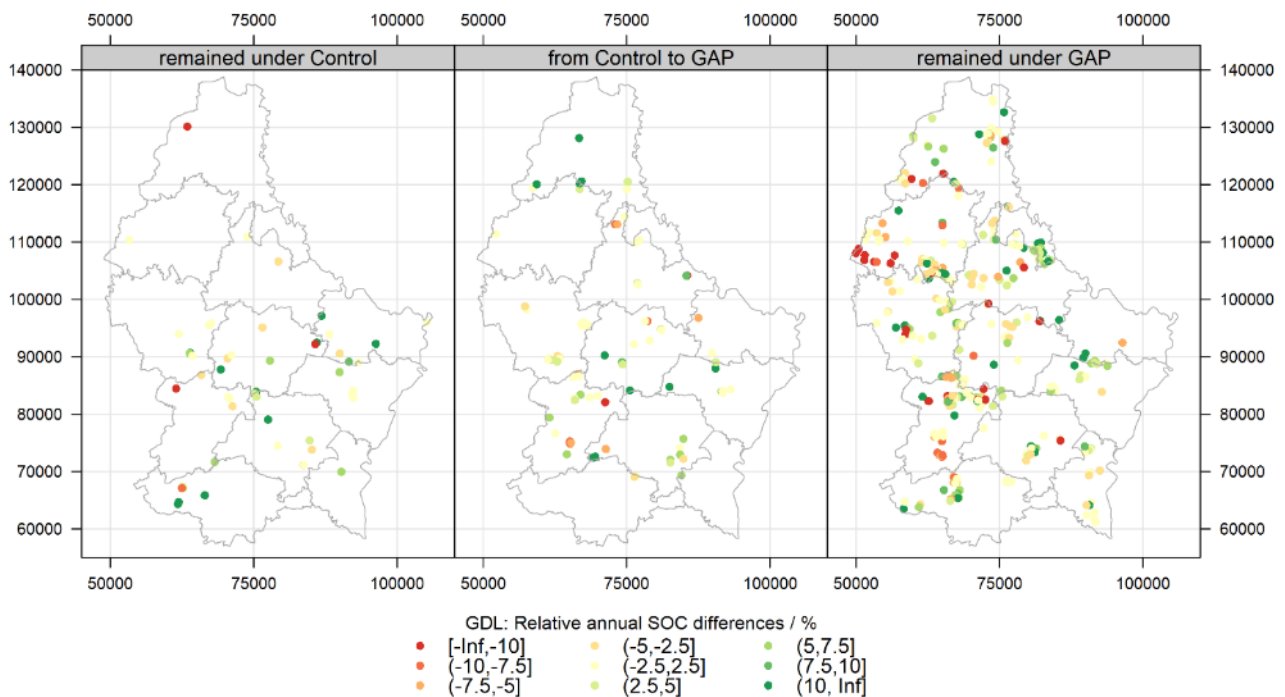 50000 75000 100000 50000 75000 100000 50000 75000 100000
remained under Control from Control to GAP remained under GAP
140000 140000
130000 130000
120000 120000
110000 110000
100000 100000
90000 90000
80000 80000
70000 70000
60000 60000
50000 75000 100000 50000 75000 100000 50000 75000 100000
GDL: Relative annual SOC differences / %
[-Inf,-10] (-5,-2.5] (5,7.5]
(-10,-7.5] (-2.5,2.5] (7.5,10]
(-7.5,-5] (2.5,5] (10, Inf]